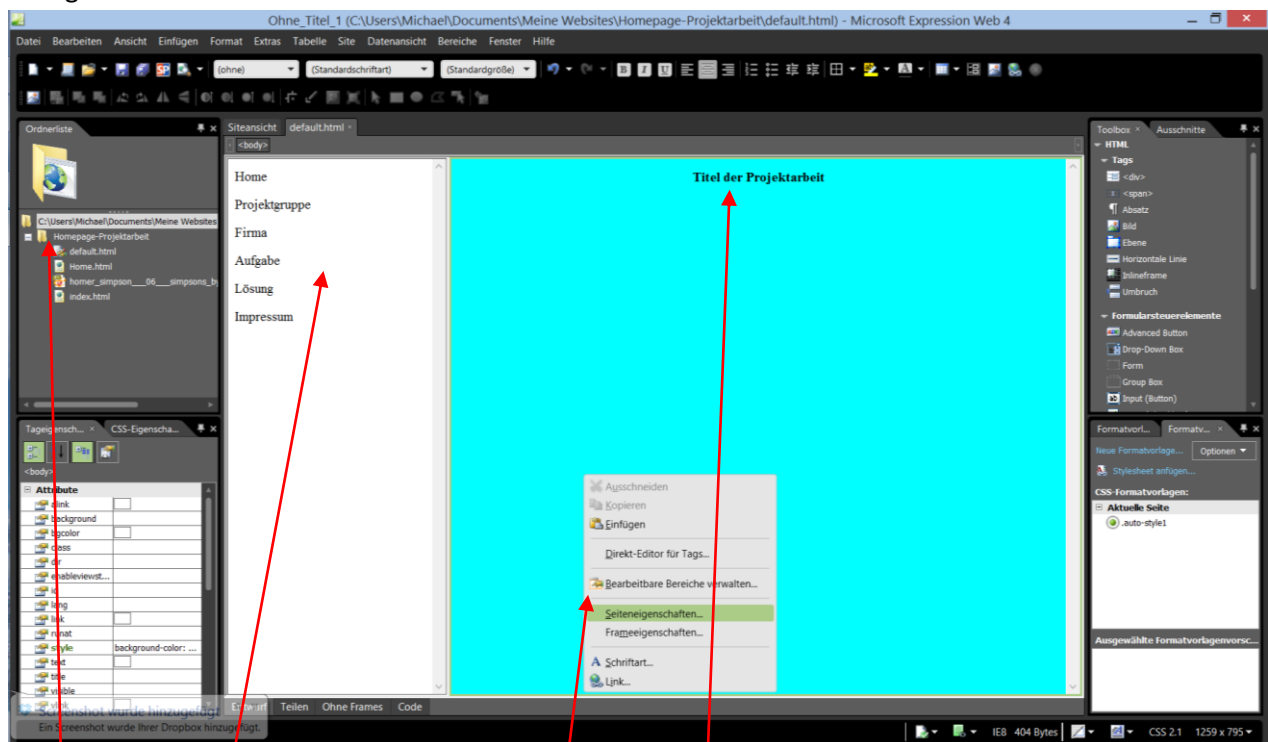 Ohne_Titel_1 (C:\Users\Michael\Documents\Meine Websites\Homepage-Projektarbeit\default.html) - Microsoft Expression Web 4
Datei Bearbeiten Ansicht Einfügen Format Extras Tabelle Site Datenansicht Bereiche Fenster Hilfe
(ohne) (Standardschriftart) (Standardgröße)
Ordnerliste
C:\Users\Michael\Documents\Meine Websites
Homepage-Projektarbeit
default.html
Home.html
homer_simpson___06___simpsons_by
index.html
Siteansicht default.html
<body>
Home
Projektgruppe
Firma
Aufgabe
Lösung
Impressum
Titel der Projektarbeit
Ausschneiden
Kopieren
Einfügen
Direkt-Editor für Tags...
Bearbeitbare Bereiche verwalten...
Seiteneigenschaften...
Frameeigenschaften...
Schriftart...
Link...
Tageigensch... CSS-Eigenscha...
<body>
Attribute
alink
background
bgcolor
class
dir
enableviewst...
id
lang
link
runat
style background-color: ...
text
title
visible
vlink
Screenshot wurde hinzugefügt
Ein Screenshot wurde Ihrer Dropbox hinzugefügt.
Entwurf Teilen Ohne Frames Code
Toolbox Ausschnitte
HTML
Tags
<div>
<span>
Absatz
Bild
Ebene
Horizontale Linie
Inlineframe
Umbruch
Formularsteuerelemente
Advanced Button
Drop-Down Box
Form
Group Box
Input (Button)
Formatvorl... Formatv...
Neue Formatvorlage... Optionen
Stylesheet anfügen...
CSS-Formatvorlagen:
Aktuelle Seite
.auto-style1
Ausgewählte Formatvorlagenvorsc...
IE8 404 Bytes CSS 2.1 1259 x 795